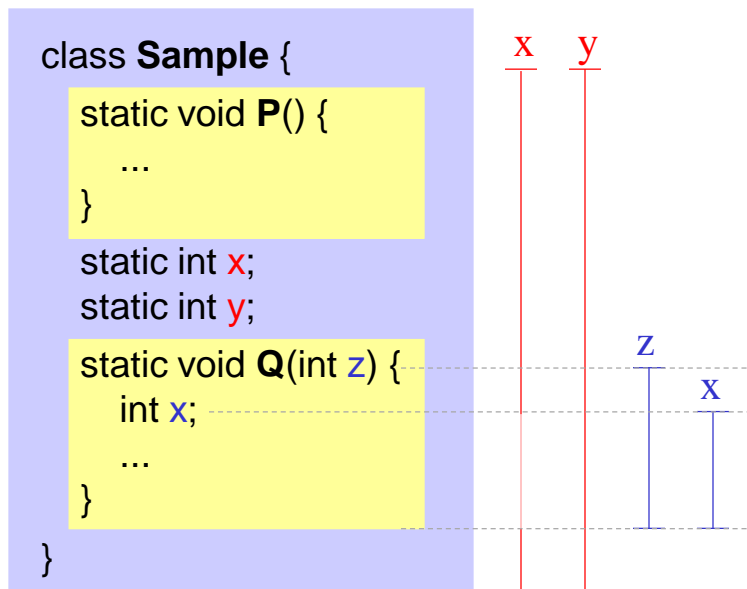 class Sample {
x y
static void P() {
...
}
static int x;
static int y;
static void Q(int z) {
z
int x;
x
...
}
}